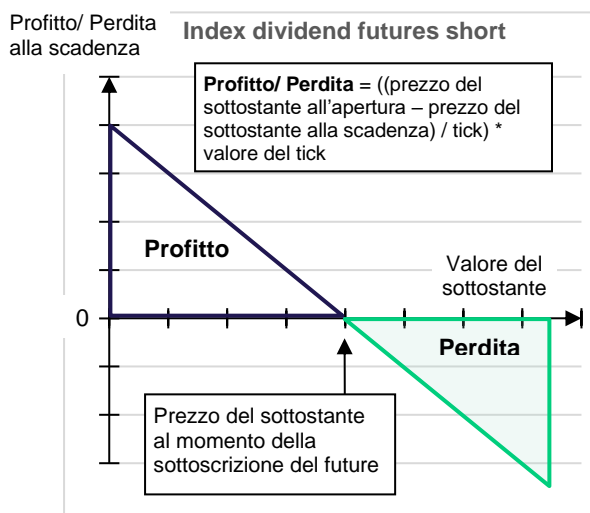 Profitto/ Perdita
alla scadenza
Index dividend futures short
Profitto/ Perdita = ((prezzo del
sottostante all’apertura – prezzo del
sottostante alla scadenza) / tick) *
valore del tick
Profitto
Valore del
sottostante
0
Perdita
Prezzo del sottostante
al momento della
sottoscrizione del future